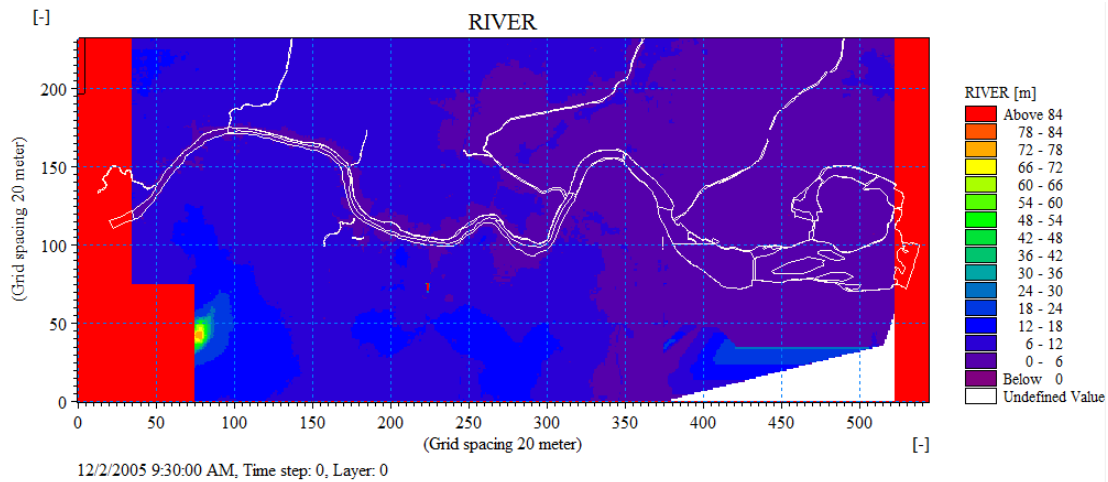 [-]
RIVER
(Grid spacing 20 meter)
200
150
100
50
0
0 50 100 150 200 250 300 350 400 450 500
(Grid spacing 20 meter) [-]
12/2/2005 9:30:00 AM, Time step: 0, Layer: 0
RIVER [m]
Above 84
78 - 84
72 - 78
66 - 72
60 - 66
54 - 60
48 - 54
42 - 48
36 - 42
30 - 36
24 - 30
18 - 24
12 - 18
6 - 12
0 - 6
Below 0
Undefined Value